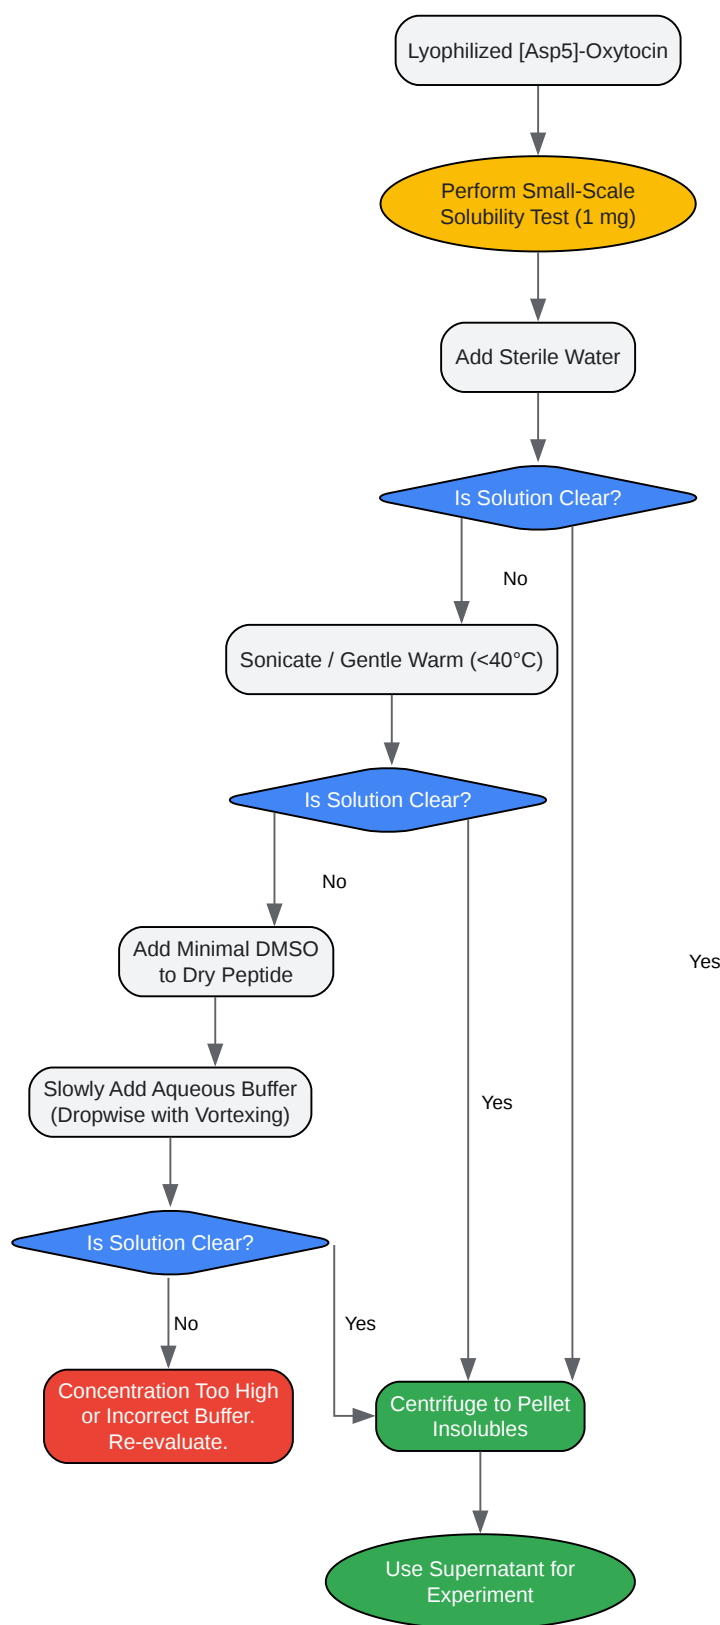 Lyophilized [Asp5]-Oxytocin
Perform Small-Scale
Solubility Test (1 mg)
Add Sterile Water
Is Solution Clear?
No
Sonicate / Gentle Warm (<40°C)
Is Solution Clear?
No
Add Minimal DMSO
to Dry Peptide
Yes
Slowly Add Aqueous Buffer
(Dropwise with Vortexing)
Yes
Is Solution Clear?
No
Yes
Concentration Too High
or Incorrect Buffer.
Re-evaluate.
Centrifuge to Pellet
Insolubles
Use Supernatant for
Experiment